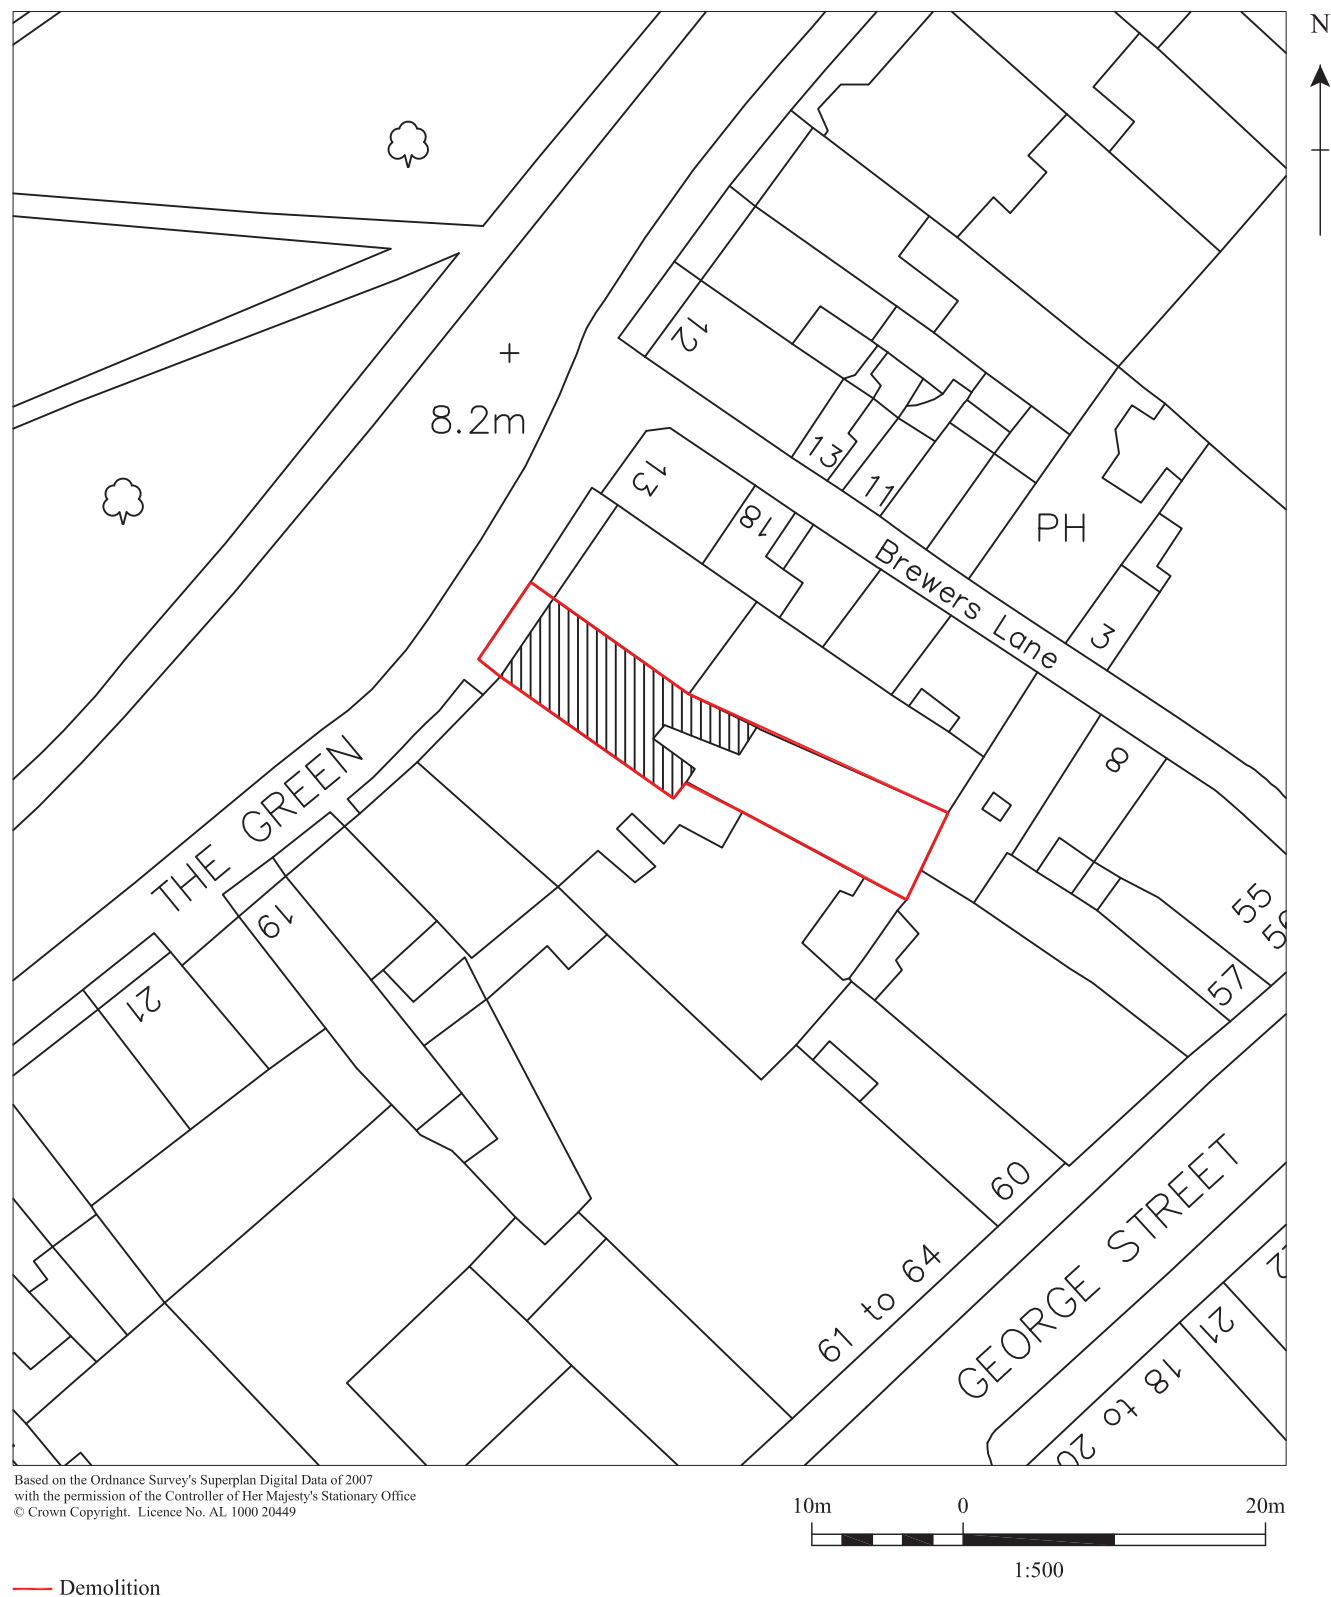 N
12
8.2m
13
11
13
18
PH
Brewers Lane
3
THE GREEN
8
19
55
57
21
60
61 to 64
GEORGE STREET
21
18 to 20
Based on the Ordnance Survey's Superplan Digital Data of 2007
with the permission of the Controller of Her Majesty's Stationary Office
© Crown Copyright. Licence No. AL 1000 20449
10m 0 20m
1:500
Demolition